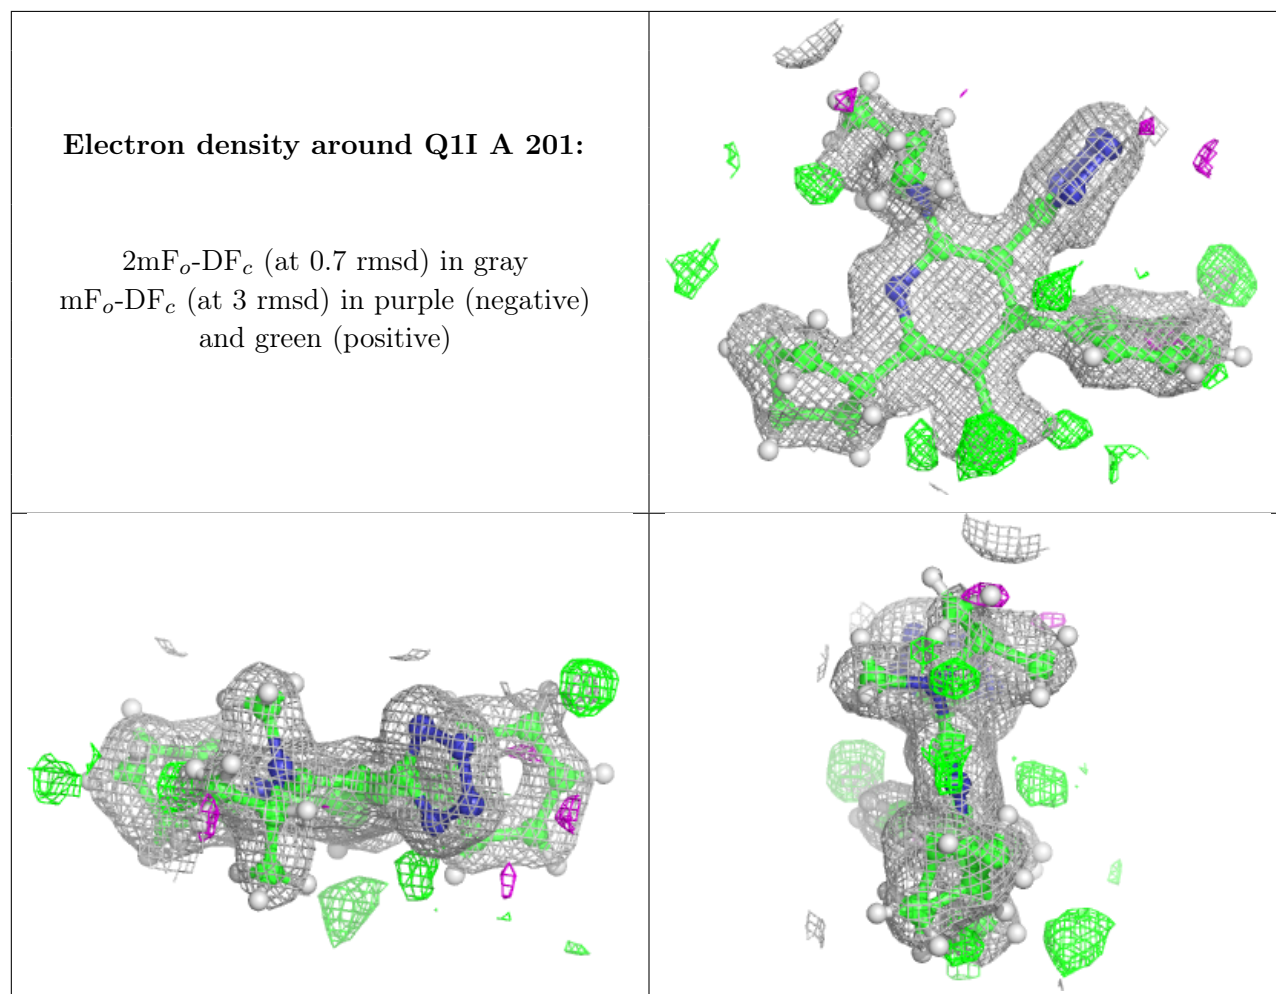 Electron density around Q1I A 201:
2mFo-DFc (at 0.7 rmsd) in gray
mFo-DFc (at 3 rmsd) in purple (negative)
and green (positive)